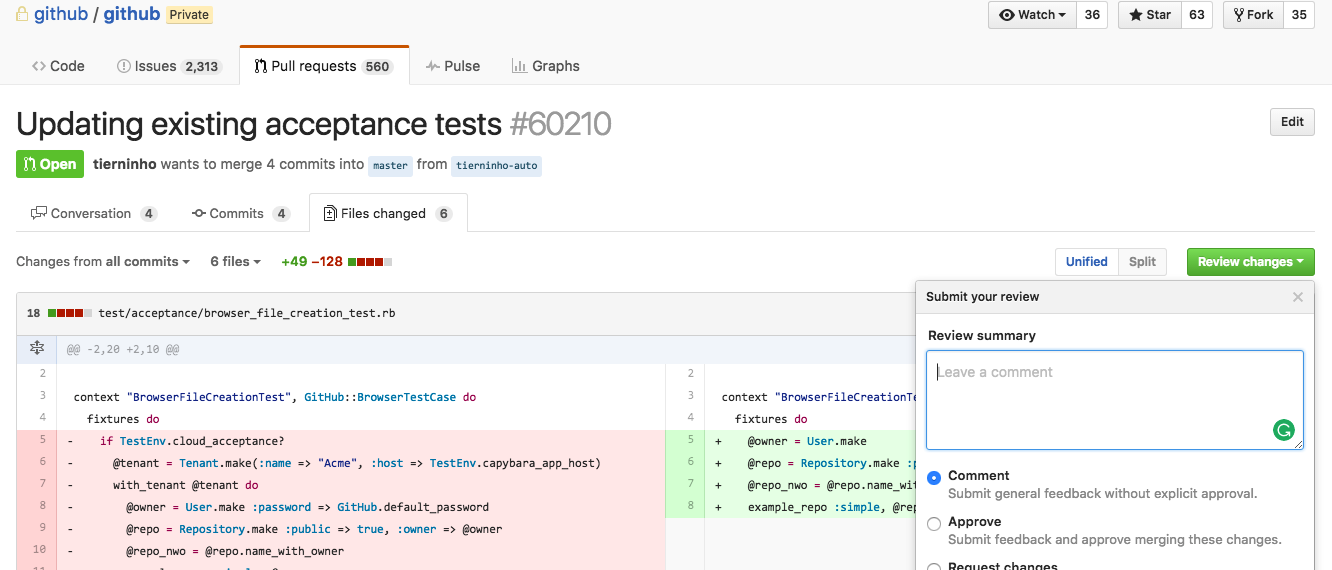 github / github Private Watch 36 Star 63 Fork 35
Code Issues 2,313 Pull requests 560 Pulse Graphs
Updating existing acceptance tests #60210 Edit
Open tierninho wants to merge 4 commits into master from tierninho-auto
Conversation 4 Commits 4 Files changed 6
Changes from all commits 6 files +49 −128 Unified Split Review changes
18 test/acceptance/browser_file_creation_test.rb
@@ -2,20 +2,10 @@
2
3 context "BrowserFileCreationTest", GitHub::BrowserTestCase do
4 fixtures do
5 - if TestEnv.cloud_acceptance?
6 - @tenant = Tenant.make(:name => "Acme", :host => TestEnv.capybara_app_host)
7 - with_tenant @tenant do
8 - @owner = User.make :password => GitHub.default_password
9 - @repo = Repository.make :public => true, :owner => @owner
10 - @repo_nwo = @repo.name_with_owner
2
3 context "BrowserFileCreationTe
4 fixtures do
5 + @owner = User.make
6 + @repo = Repository.make :p
7 + @repo_nwo = @repo.name_wit
8 + example_repo :simple, @rep
Submit your review ×
Review summary
Leave a comment
Comment
Submit general feedback without explicit approval.
Approve
Submit feedback and approve merging these changes.
Request changes